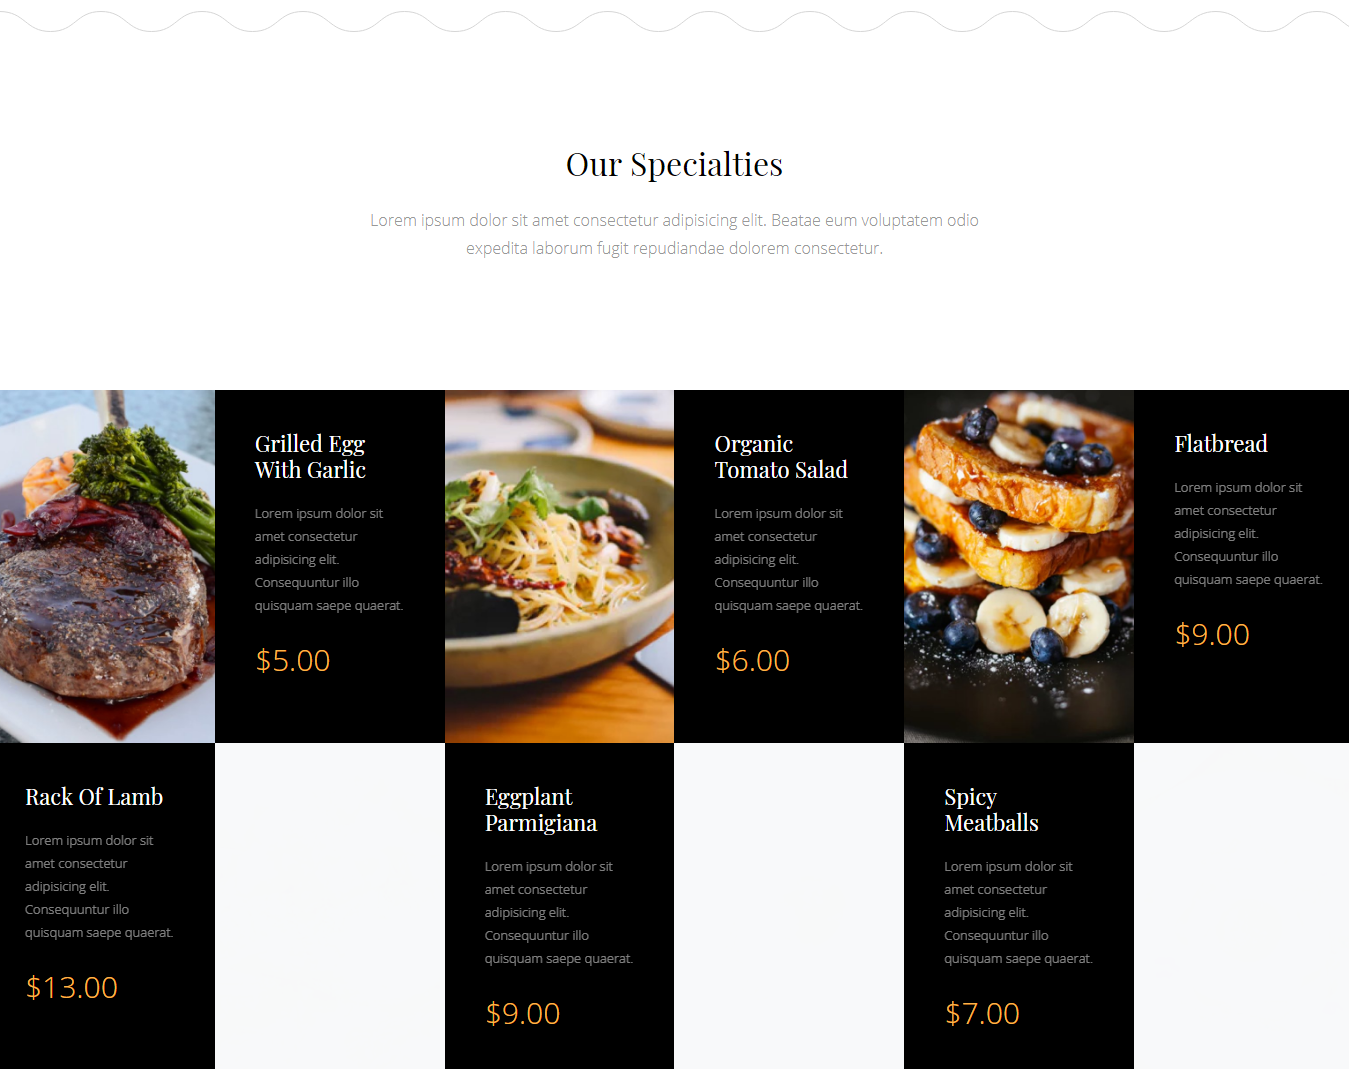 Our Specialties
Lorem ipsum dolor sit amet consectetur adipisicing elit. Beatae eum voluptatem odio
expedita laborum fugit repudiandae dolorem consectetur.
Grilled Egg
With Garlic
Lorem ipsum dolor sit
amet consectetur
adipisicing elit.
Consequuntur illo
quisquam saepe quaerat.
$5.00
Organic
Tomato Salad
Lorem ipsum dolor sit
amet consectetur
adipisicing elit.
Consequuntur illo
quisquam saepe quaerat.
$6.00
Flatbread
Lorem ipsum dolor sit
amet consectetur
adipisicing elit.
Consequuntur illo
quisquam saepe quaerat.
$9.00
Rack Of Lamb
Lorem ipsum dolor sit
amet consectetur
adipisicing elit.
Consequuntur illo
quisquam saepe quaerat.
$13.00
Eggplant
Parmigiana
Lorem ipsum dolor sit
amet consectetur
adipisicing elit.
Consequuntur illo
quisquam saepe quaerat.
$9.00
Spicy
Meatballs
Lorem ipsum dolor sit
amet consectetur
adipisicing elit.
Consequuntur illo
quisquam saepe quaerat.
$7.00